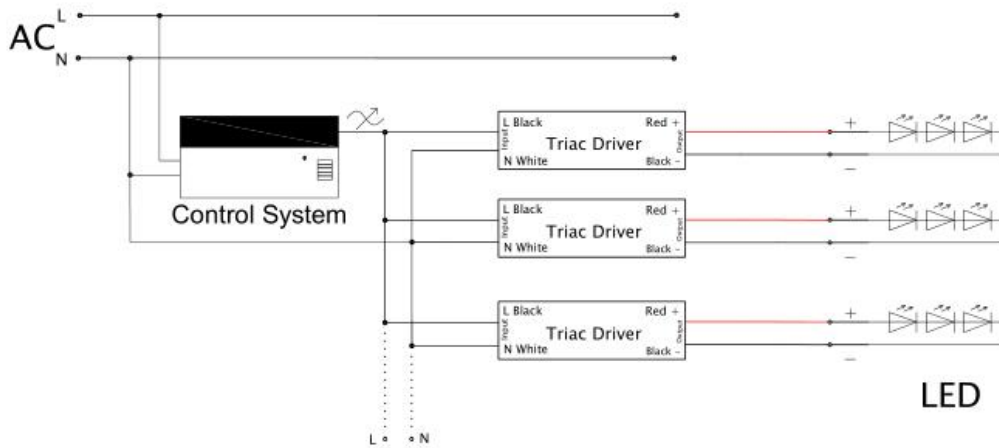 L
AC
N
Control System
L Black
Red +
Input
Triac Driver
Output
N White
Black -
+
−
L Black
Red +
Input
Triac Driver
Output
N White
Black -
+
−
L Black
Red +
Input
Triac Driver
Output
N White
Black -
+
−
LED
L
N